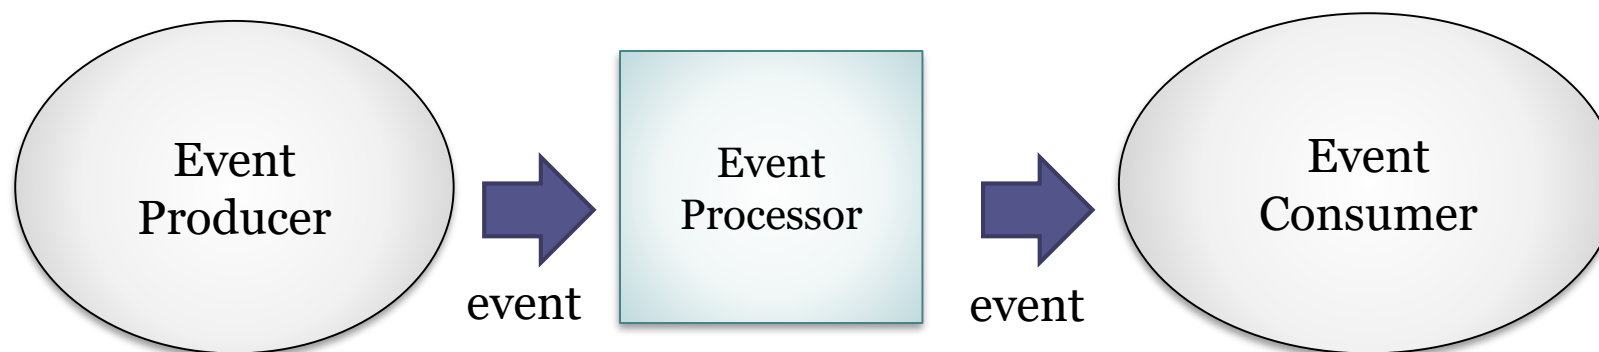 Event
Producer
event
Event
Processor
event
Event
Consumer